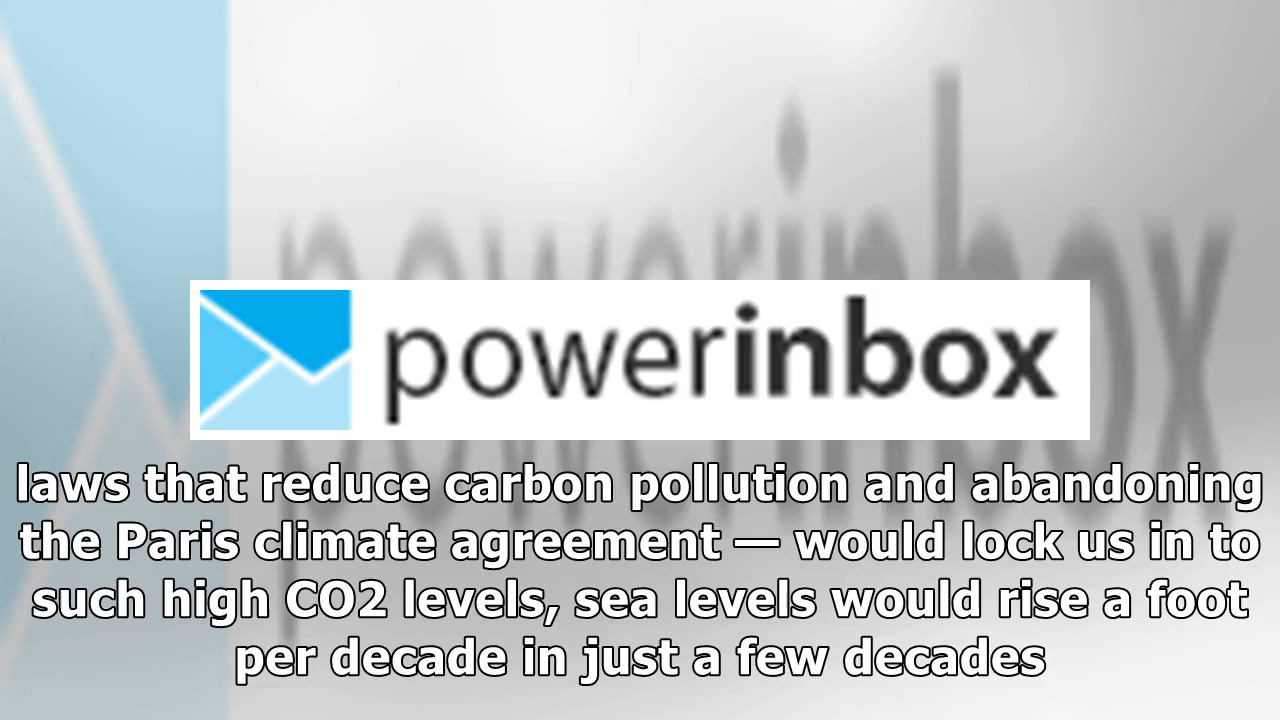 powerinbox
powerinbox
laws that reduce carbon pollution and abandoning
the Paris climate agreement — would lock us in to
such high CO2 levels, sea levels would rise a foot
per decade in just a few decades